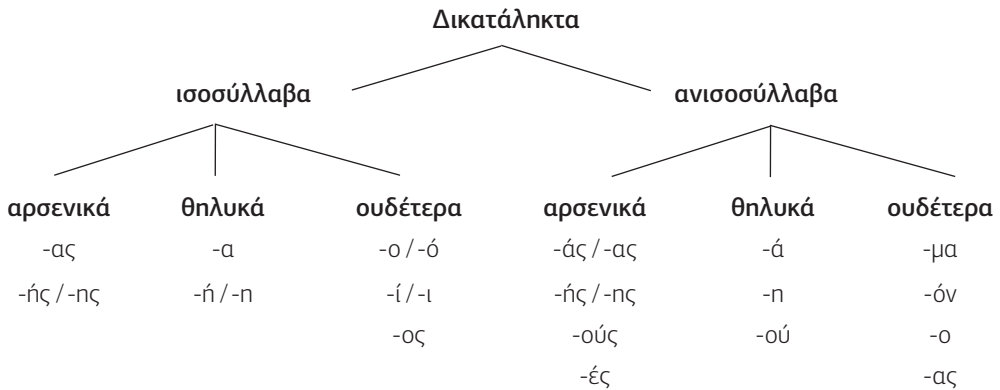 Δικατάληκτα
ισοσύλλαβα ανισοσύλλαβα
αρσενικά θηλυκά ουδέτερα αρσενικά θηλυκά ουδέτερα
-ας -α -ο / -ό -άς / -ας -ά -μα
-ής / -ης -ή / -η -ί / -ι -ής / -ης -η -όν
-ος -ούς -ού -ο
-ές -ας